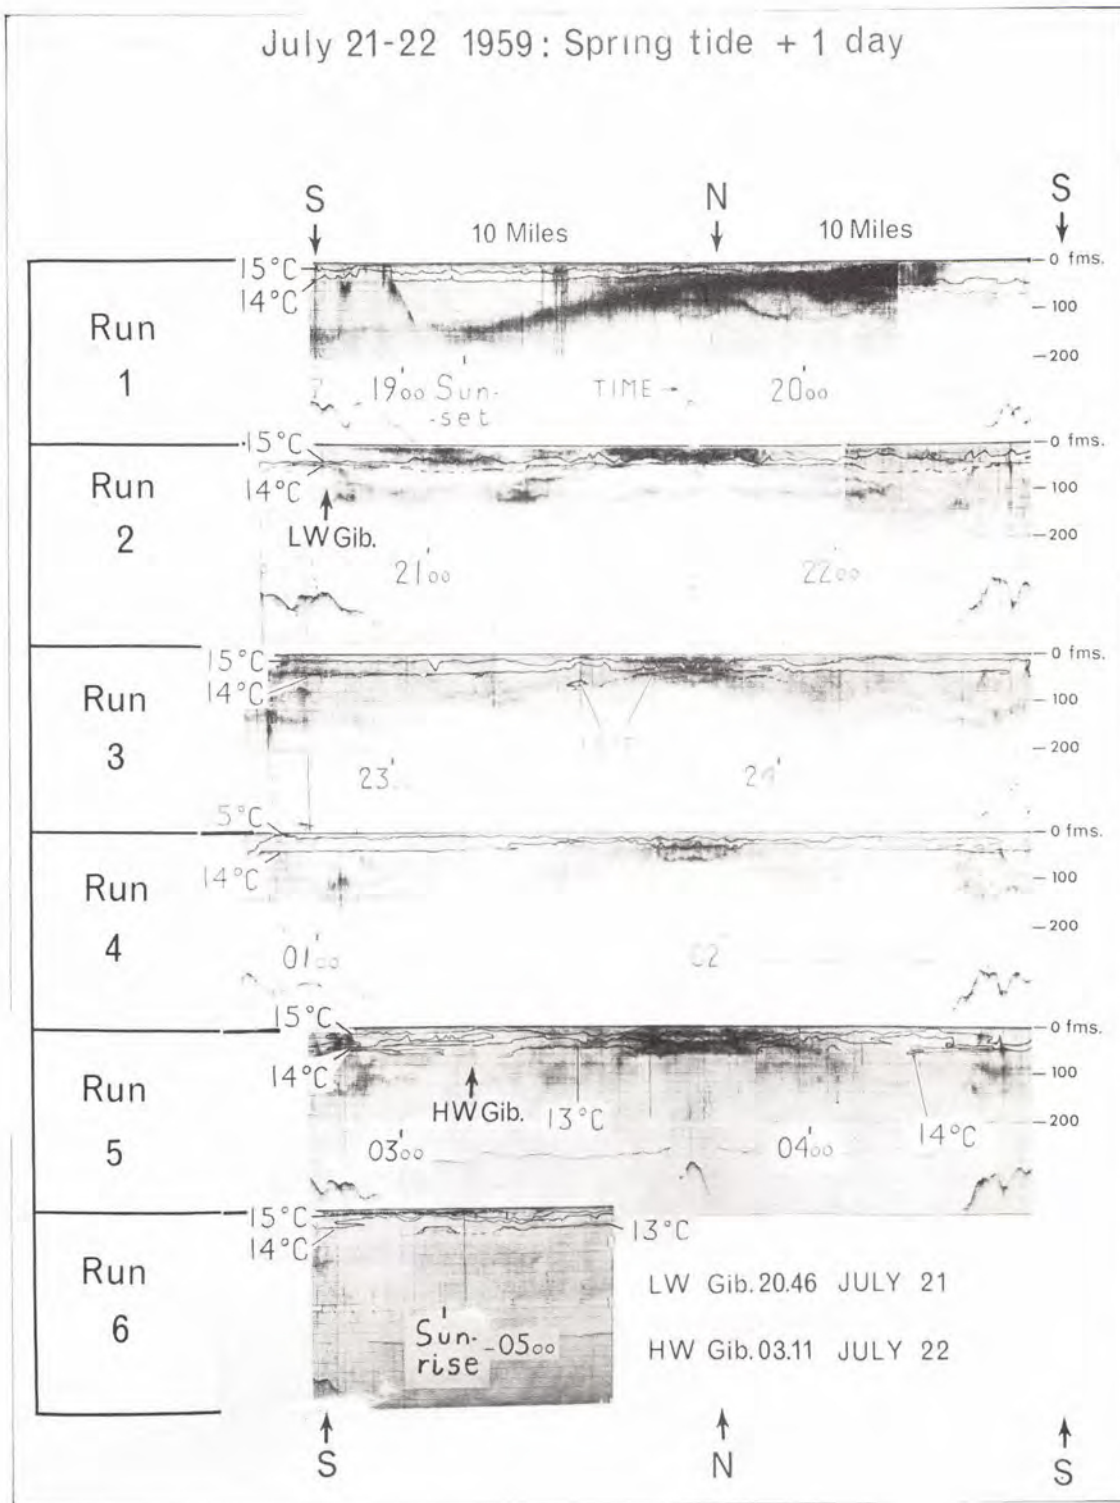 July 21-22 1959: Spring tide + 1 day
S N S
10 Miles 10 Miles
Run 1
15°C
14°C
0 fms.
100
200
19 00 Sun-
-set
TIME → 20 00
Run 2
15°C
14°C
0 fms.
100
200
LW Gib.
21 00 22 00
Run 3
15°C
14°C
0 fms.
100
200
23
24
Run 4
5°C
14°C
0 fms.
100
200
01 00 02
Run 5
15°C
14°C
0 fms.
100
200
HW Gib. 13°C 14°C
03 00 04 00
Run 6
15°C
14°C
13°C
Sun-
rise
-05 00
LW Gib. 20.46 JULY 21
HW Gib. 03.11 JULY 22
S N S